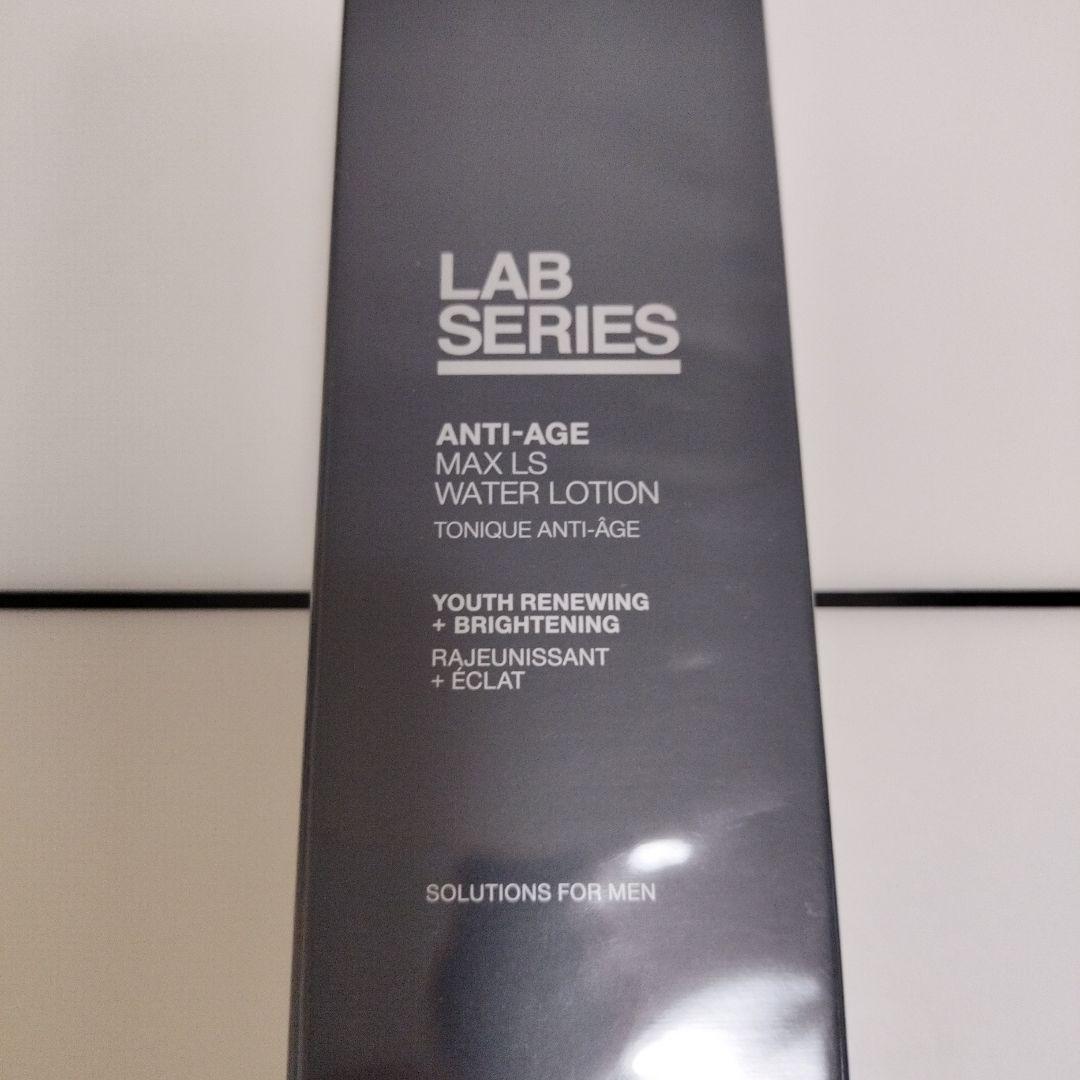 LAB
SERIES
ANTI-AGE
MAX LS
WATER LOTION
TONIQUE ANTI-ÂGE
YOUTH RENEWING
+ BRIGHTENING
RAJEUNISSANT
+ ÉCLAT
SOLUTIONS FOR MEN